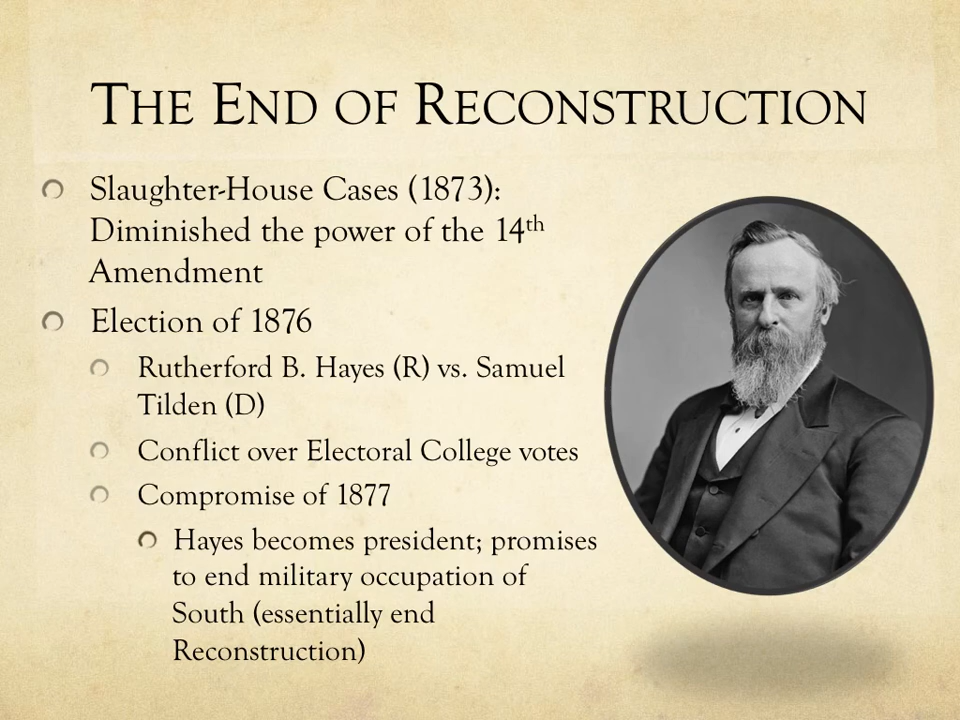 THE END OF RECONSTRUCTION
Slaughter-House Cases (1873):
Diminished the power of the 14th
Amendment
Election of 1876
Rutherford B. Hayes (R) vs. Samuel
Tilden (D)
Conflict over Electoral College votes
Compromise of 1877
Hayes becomes president; promises
to end military occupation of
South (essentially end
Reconstruction)